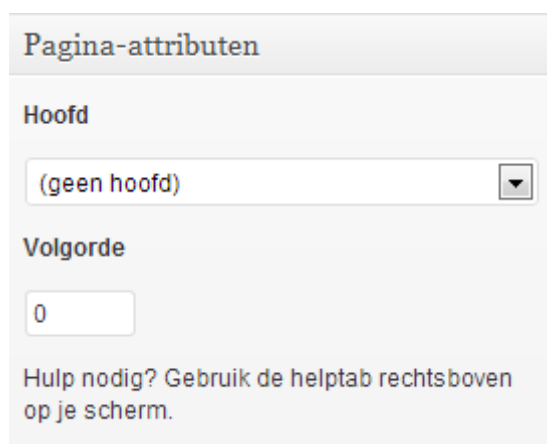 Pagina-attributen
Hoofd
(geen hoofd)
Volgorde
0
Hulp nodig? Gebruik de helptab rechtsboven
op je scherm.